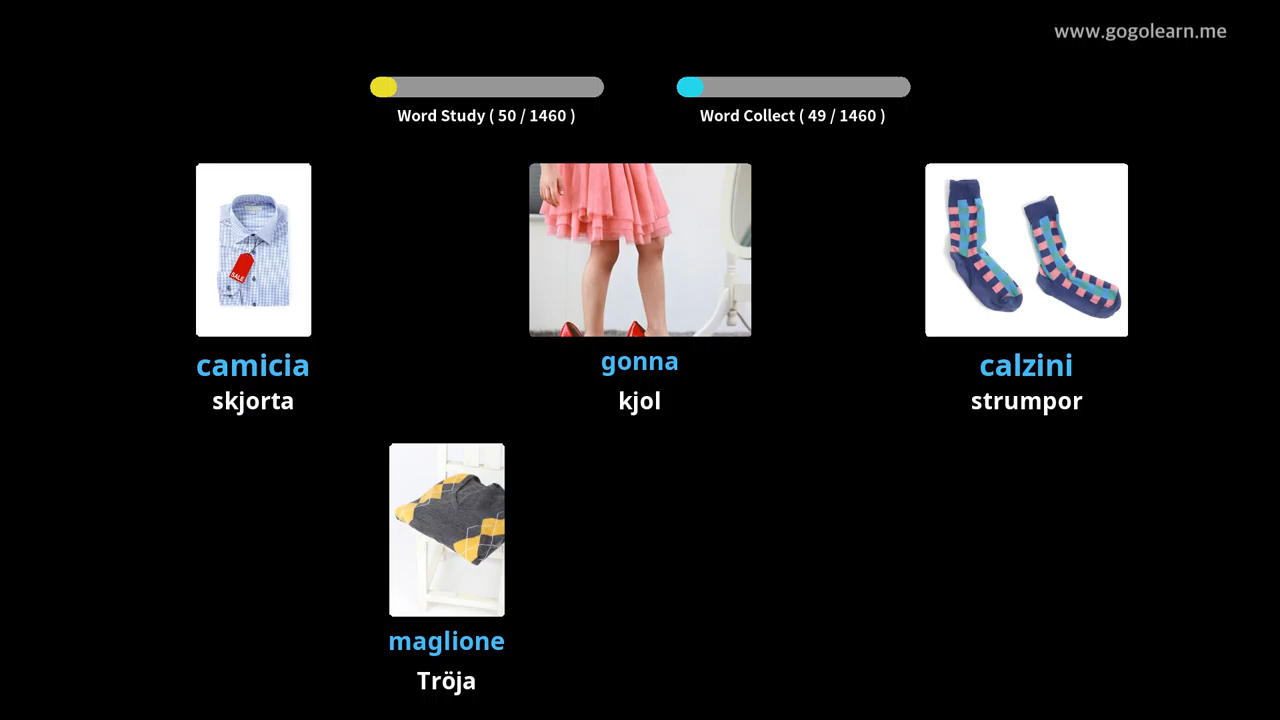 www.gogolearn.me
Word Study ( 50 / 1460 )
Word Collect ( 49 / 1460 )
SALE
camicia
skjorta
gonna
kjol
calzini
strumpor
maglione
Tröja